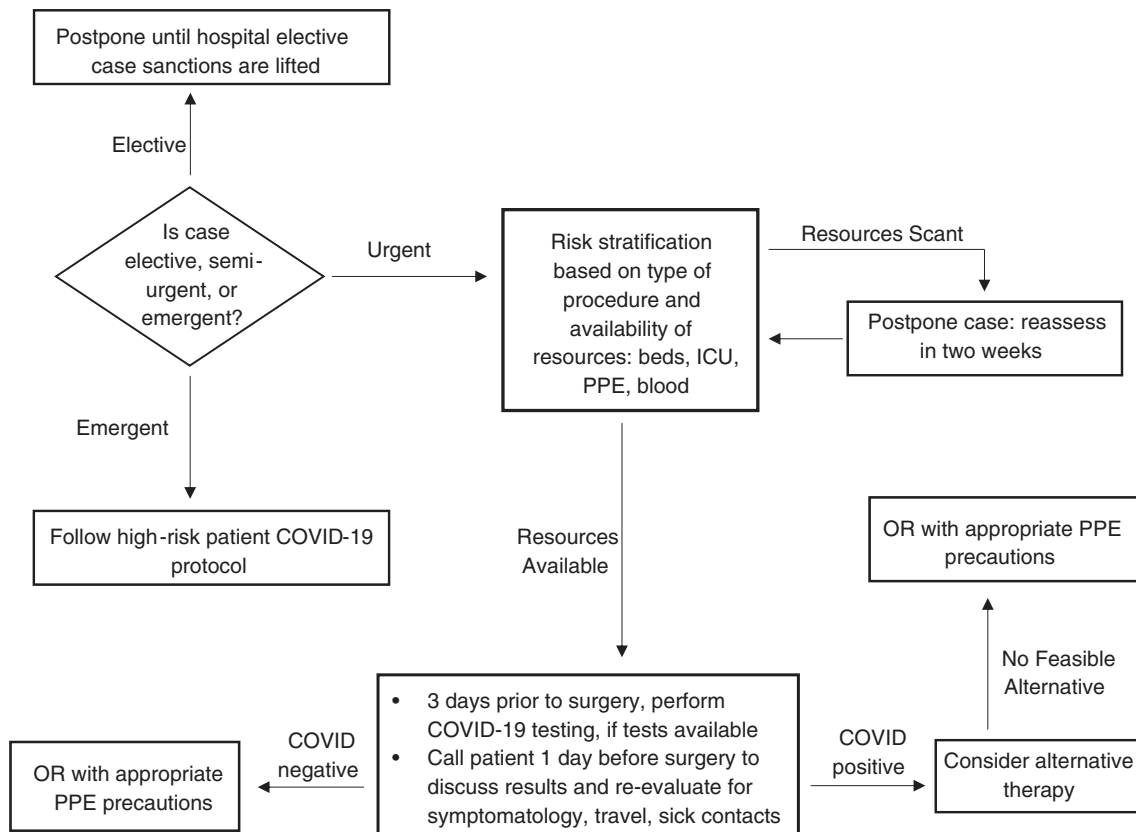 Postpone until hospital elective
case sanctions are lifted
Elective
Is case
elective, semi-
urgent, or
emergent?
Urgent
Risk stratification
based on type of
procedure and
availability of
resources: beds, ICU,
PPE, blood
Resources Scant
Postpone case: reassess
in two weeks
Emergent
Follow high-risk patient COVID-19
protocol
Resources
Available
OR with appropriate PPE
precautions
No Feasible
Alternative
• 3 days prior to surgery, perform
COVID-19 testing, if tests available
• Call patient 1 day before surgery to
discuss results and re-evaluate for
symptomatology, travel, sick contacts
COVID
negative
OR with appropriate
PPE precautions
COVID
positive
Consider alternative
therapy